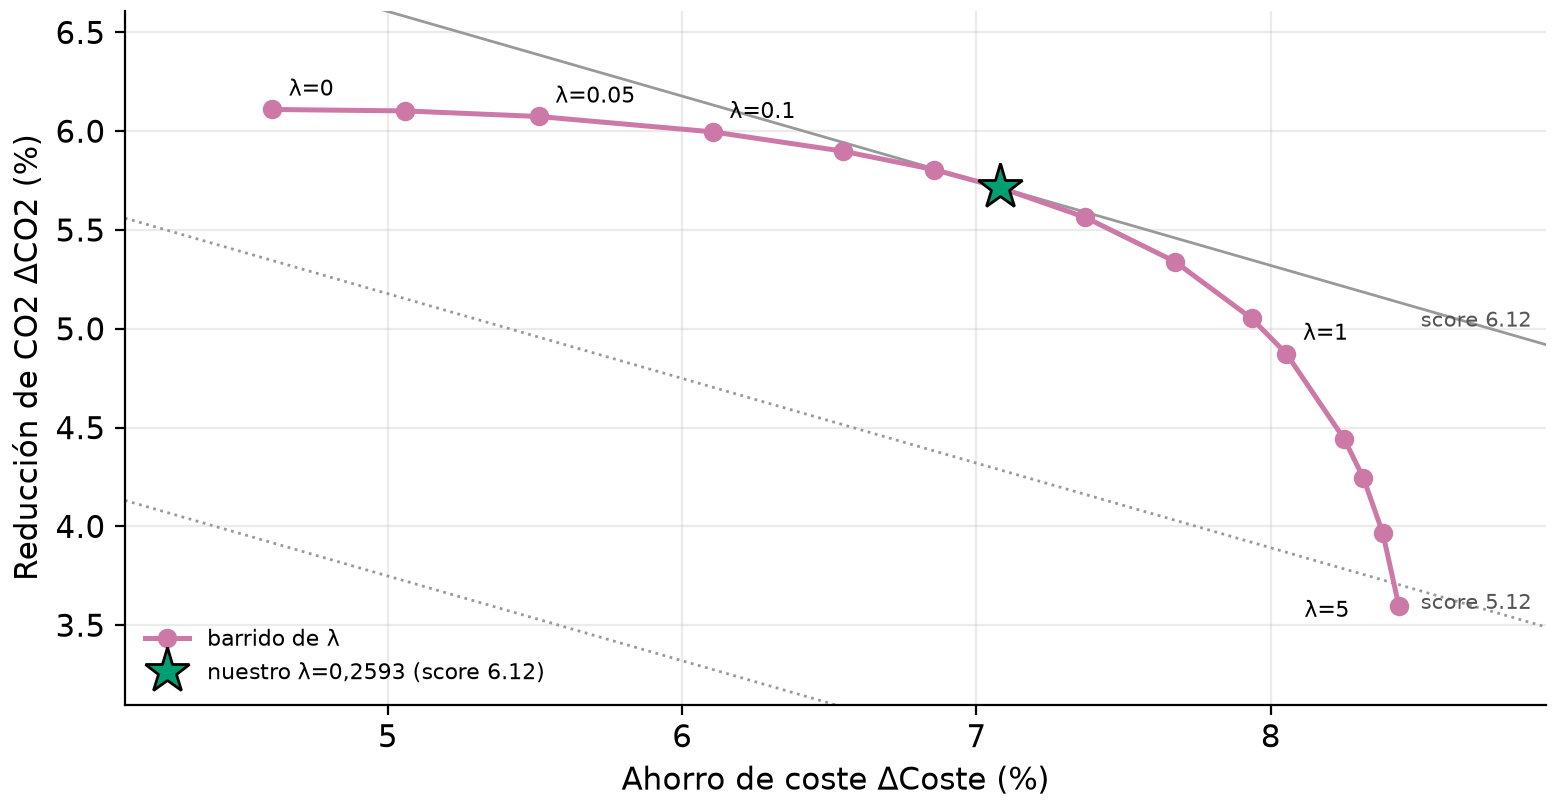 6.5
6.0
5.5
5.0
4.5
4.0
3.5
Reducción de CO2 ΔCO2 (%)
λ=0
λ=0.05
λ=0.1
λ=1
λ=5
score 6.12
score 5.12
barrido de λ
nuestro λ=0,2593 (score 6.12)
5
6
7
8
Ahorro de coste ΔCoste (%)